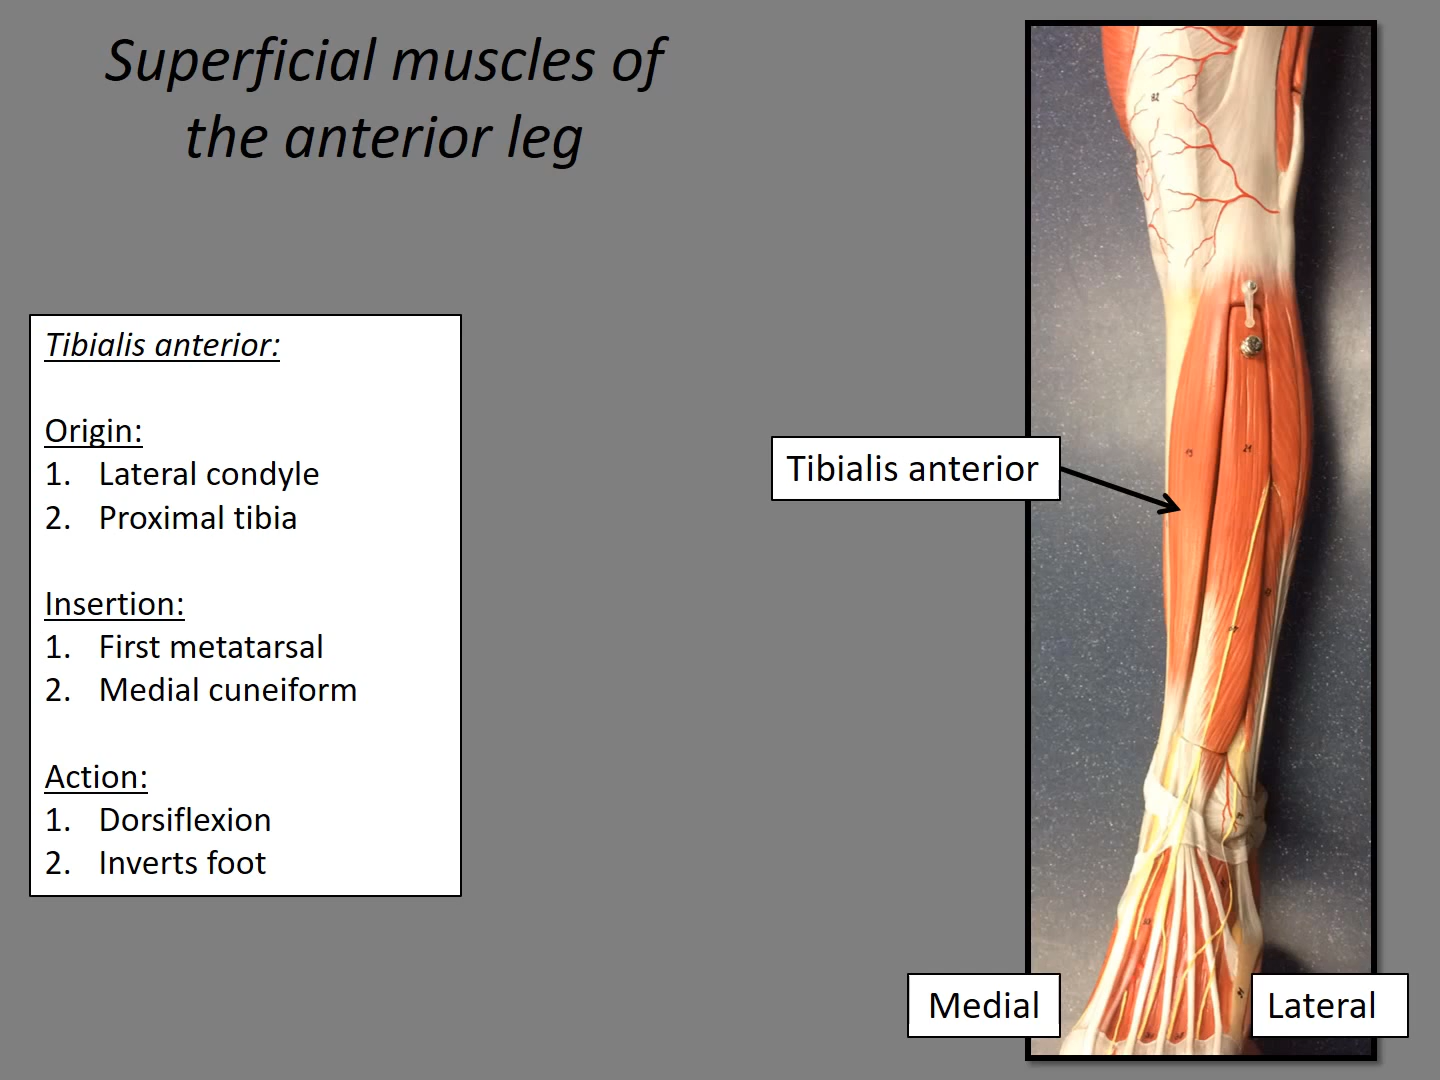 Superficial muscles of
the anterior leg
Tibialis anterior:
Origin:
1. Lateral condyle
2. Proximal tibia
Insertion:
1. First metatarsal
2. Medial cuneiform
Action:
1. Dorsiflexion
2. Inverts foot
Tibialis anterior
Medial
Lateral